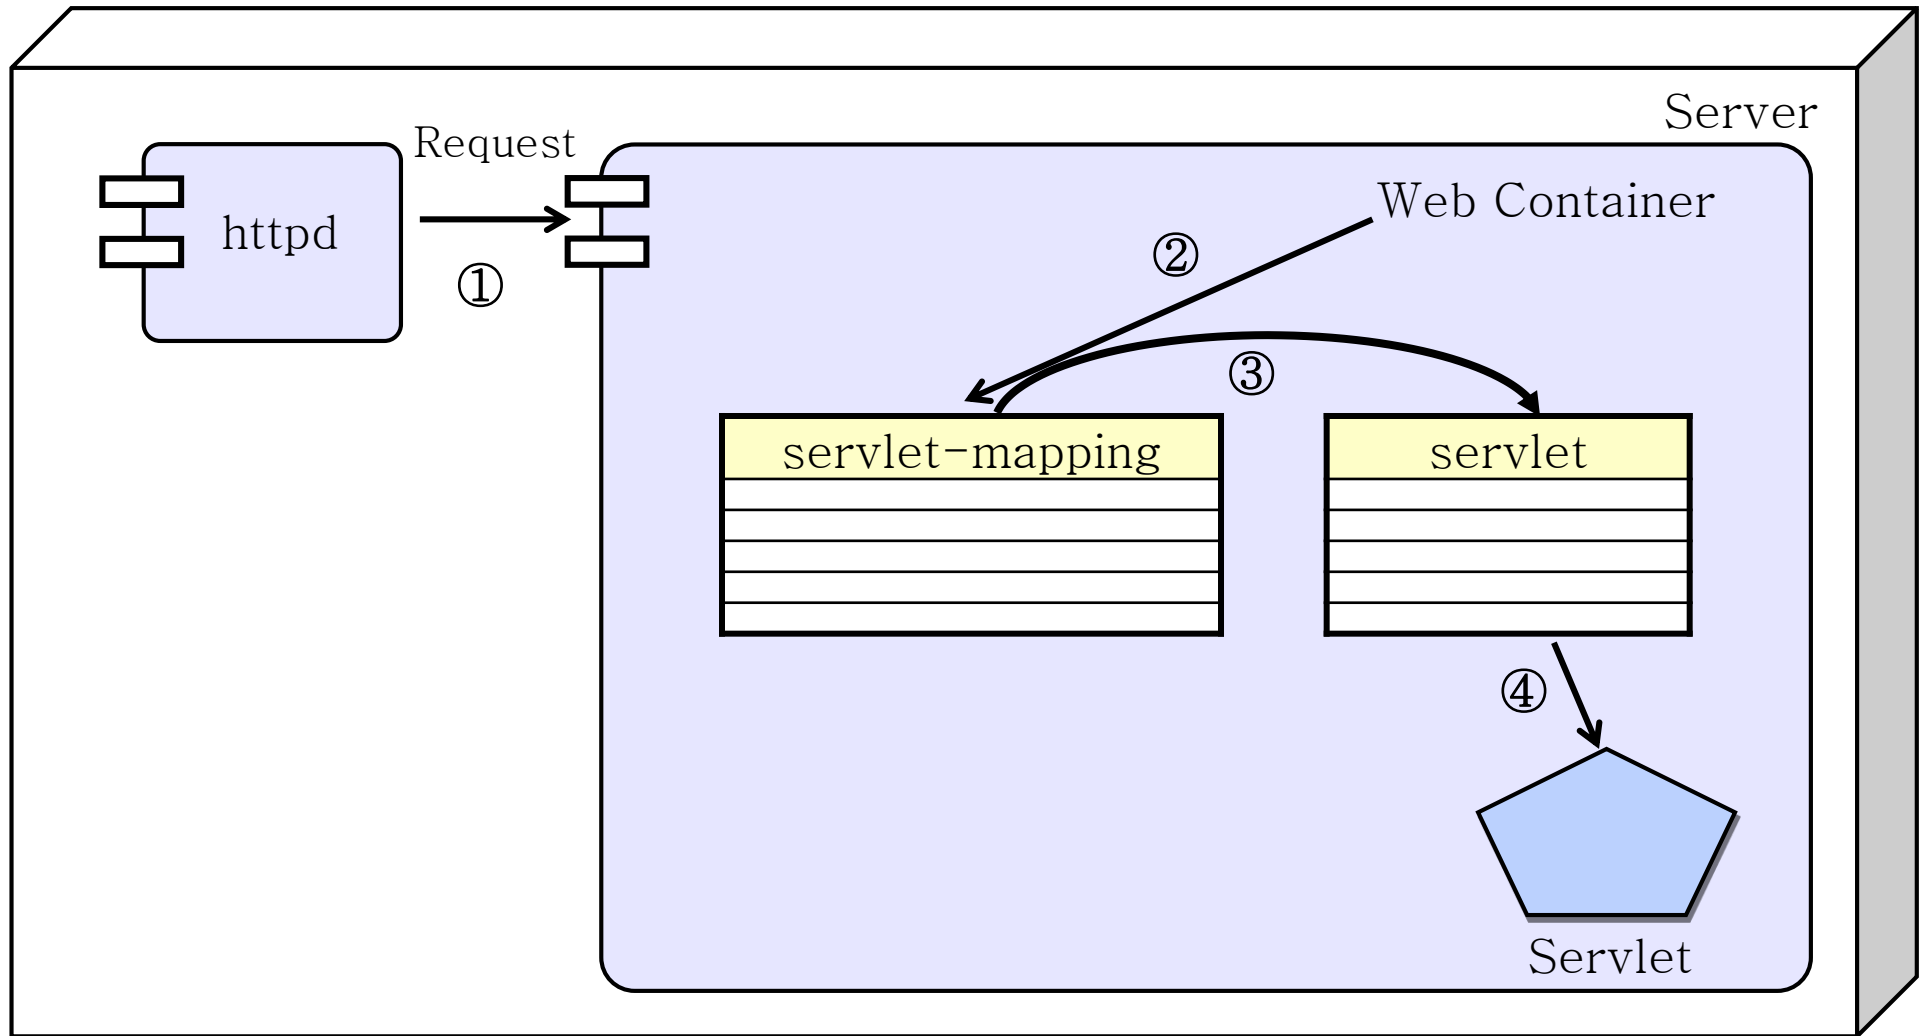 Server
Request
httpd
①
Web Container
②
③
servlet-mapping
servlet
④
Servlet